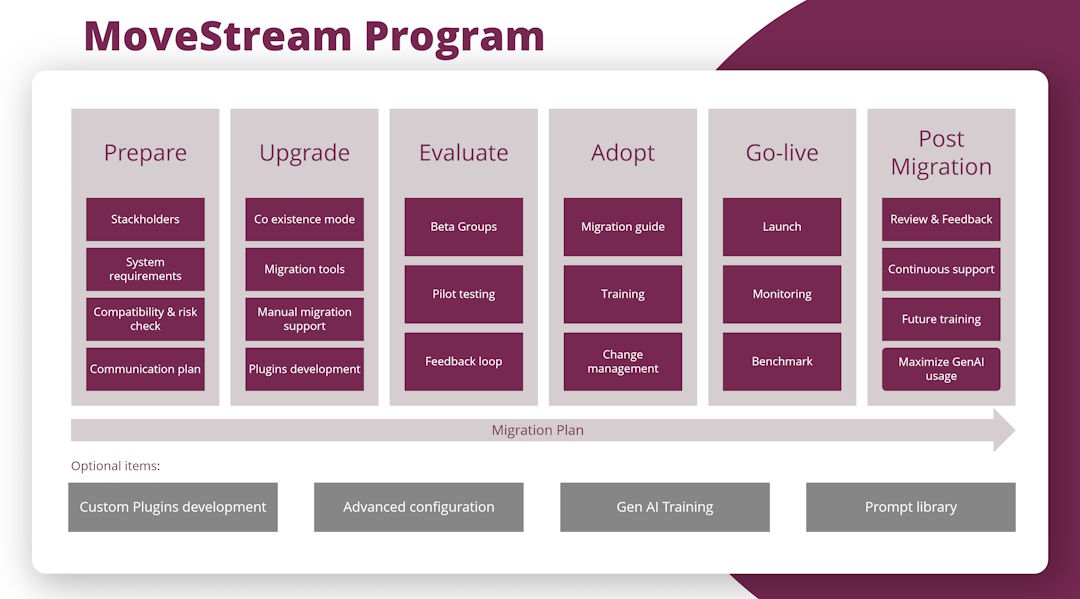 MoveStream Program
Prepare
Stackholders
System
requirements
Compatibility & risk
check
Communication plan
Upgrade
Co existence mode
Migration tools
Manual migration
support
Plugins development
Evaluate
Beta Groups
Pilot testing
Feedback loop
Adopt
Migration guide
Training
Change
management
Go-live
Launch
Monitoring
Benchmark
Post
Migration
Review & Feedback
Continuous support
Future training
Maximize GenAI
usage
Migration Plan
Optional items:
Custom Plugins development
Advanced configuration
Gen AI Training
Prompt library